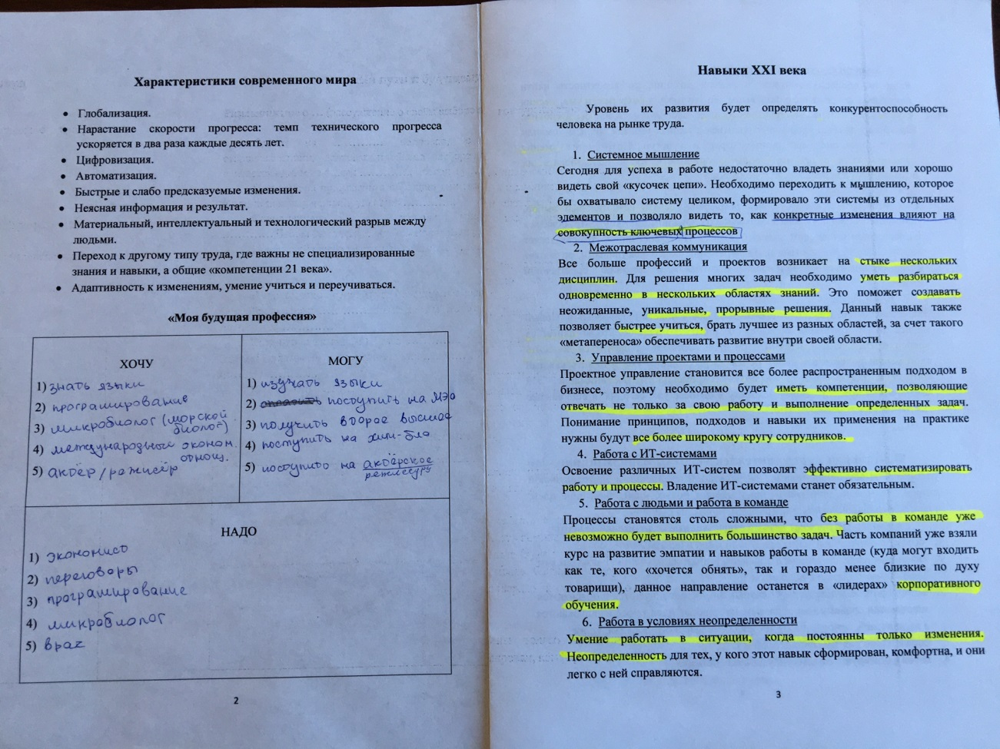 Характеристики современного мира
• Глобализация.
• Нарастание скорости прогресса: темп технического прогресса
ускоряется в два раза каждые десять лет.
• Цифровизация.
• Автоматизация.
• Быстрые и слабо предсказуемые изменения.
• Неясная информация и результат.
• Материальный, интеллектуальный и технологический разрыв между
людьми.
• Переход к другому типу труда, где важны не специализированные
знания и навыки, а общие «компетенции 21 века».
• Адаптивность к изменениям, умение учиться и переучиваться.
«Моя будущая профессия»
ХОЧУ
1) знать языки
2) програмирование
3) микробиолог (морской
биолог)
4) международные эконом.
отнош.
5) актёр/режисёр
МОГУ
1) изучать языки
2) поступить на МЭО
3) получить второе высшее
4) поступить на хим-био
5) поступить на актёрское
режессуру
НАДО
1) экономист
2) переговоры
3) програмирование
4) микробиолог
5) врач
2
Навыки XXI века
Уровень их развития будет определять конкурентоспособность
человека на рынке труда.
1. Системное мышление
Сегодня для успеха в работе недостаточно владеть знаниями или хорошо
видеть свой «кусочек цепи». Необходимо переходить к мышлению, которое
бы охватывало систему целиком, формировало эти системы из отдельных
элементов и позволяло видеть то, как конкретные изменения влияют на
совокупность ключевых процессов
2. Межотраслевая коммуникация
Все больше профессий и проектов возникает на стыке нескольких
дисциплин. Для решения многих задач необходимо уметь разбираться
одновременно в нескольких областях знаний. Это поможет создавать
неожиданные, уникальные, прорывные решения. Данный навык также
позволяет быстрее учиться, брать лучшее из разных областей, за счет такого
«метапереноса» обеспечивать развитие внутри своей области.
3. Управление проектами и процессами
Проектное управление становится все более распространенным подходом в
бизнесе, поэтому необходимо будет иметь компетенции, позволяющие
отвечать не только за свою работу и выполнение определенных задач.
Понимание принципов, подходов и навыки их применения на практике
нужны будут все более широкому кругу сотрудников.
4. Работа с ИТ-системами
Освоение различных ИТ-систем позволят эффективно систематизировать
работу и процессы. Владение ИТ-системами станет обязательным.
5. Работа с людьми и работа в команде
Процессы становятся столь сложными, что без работы в команде уже
невозможно будет выполнить большинство задач. Часть компаний уже взяли
курс на развитие эмпатии и навыков работы в команде (куда могут входить
как те, кого «хочется обнять», так и гораздо менее близкие по духу
товарищи), данное направление останется в «лидерах» корпоративного
обучения.
6. Работа в условиях неопределенности
Умение работать в ситуации, когда постоянны только изменения.
Неопределенность для тех, у кого этот навык сформирован, комфортна, и они
легко с ней справляются.
3